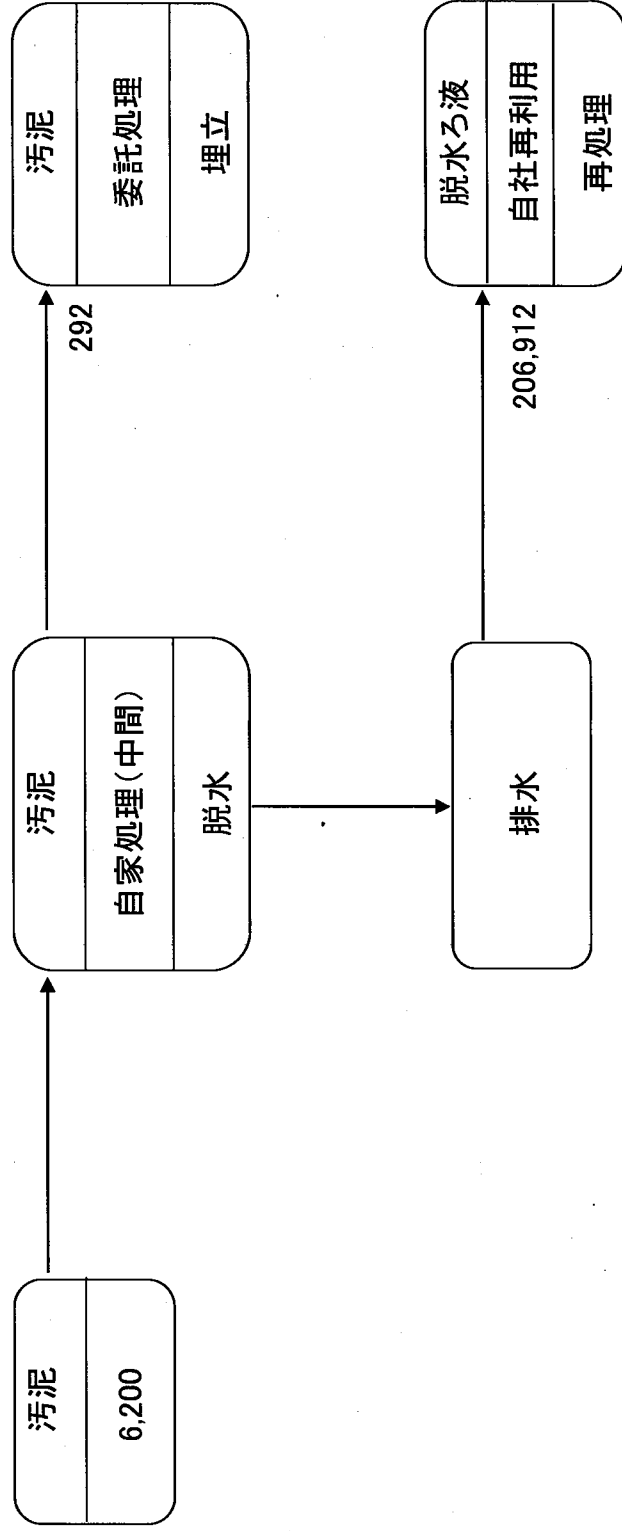 汚泥
6,200
汚泥
自家処理(中間)
脱水
292
汚泥
委託処理
埋立
排水
206,912
脱水ろ液
自社再利用
再処理